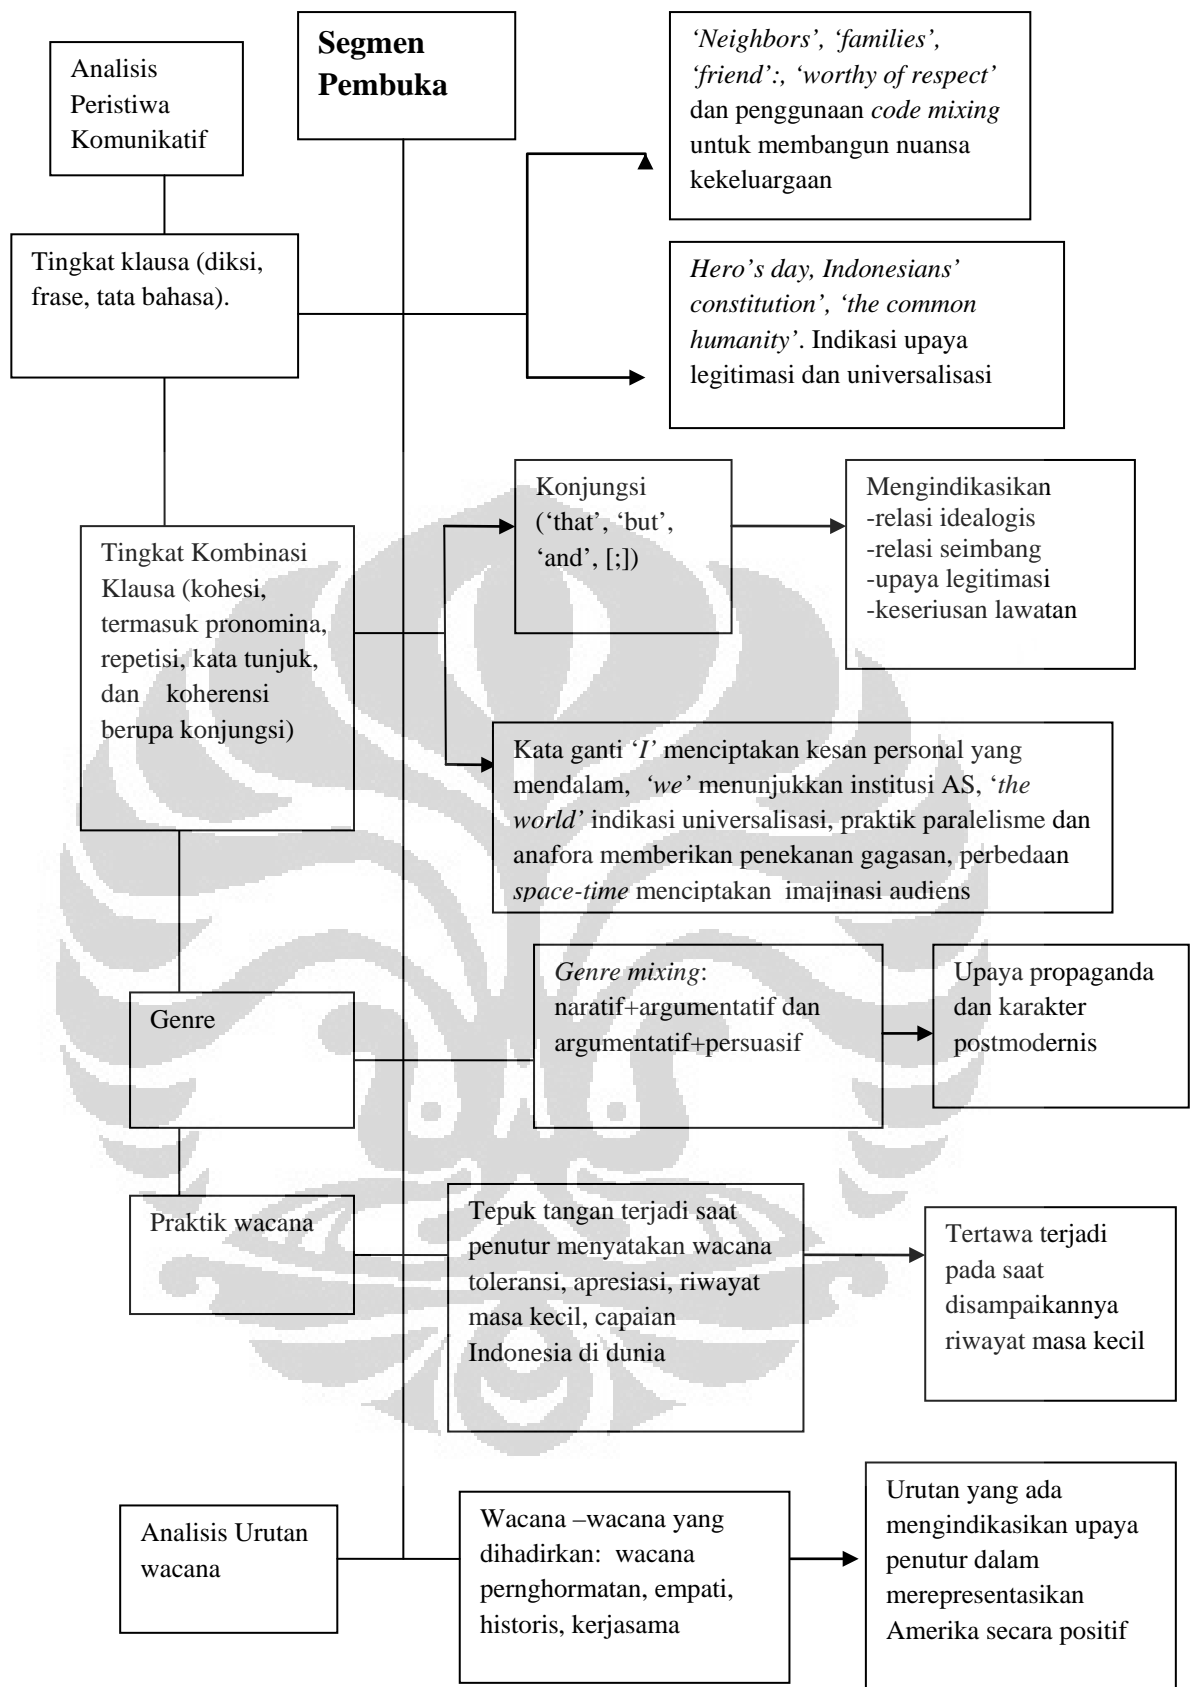 Analisis
Peristiwa
Komunikatif
Segmen
Pembuka
‘Neighbors’, ‘families’,
‘friend’:, ‘worthy of respect’
dan penggunaan code mixing
untuk membangun nuansa
kekeluargaan
Tingkat klausa (diksi,
frase, tata bahasa).
Hero’s day, Indonesians’
constitution’, ‘the common
humanity’. Indikasi upaya
legitimasi dan universalisasi
Tingkat Kombinasi
Klausa (kohesi,
termasuk pronomina,
repetisi, kata tunjuk,
dan koherensi
berupa konjungsi)
Konjungsi
(‘that’, ‘but’,
‘and’, [;])
Mengindikasikan
-relasi idealogis
-relasi seimbang
-upaya legitimasi
-keseriusan lawatan
Kata ganti ‘I’ menciptakan kesan personal yang
mendalam, ‘we’ menunjukkan institusi AS, ‘the
world’ indikasi universalisasi, praktik paralelisme dan
anafora memberikan penekanan gagasan, perbedaan
space-time menciptakan imajinasi audiens
Genre
Genre mixing:
naratif+argumentatif dan
argumentatif+persuasif
Upaya propaganda
dan karakter
postmodernis
Praktik wacana
Tepuk tangan terjadi saat
penutur menyatakan wacana
toleransi, apresiasi, riwayat
masa kecil, capaian
Indonesia di dunia
Tertawa terjadi
pada saat
disampaikannya
riwayat masa kecil
Analisis Urutan
wacana
Wacana –wacana yang
dihadirkan: wacana
pernghormatan, empati,
historis, kerjasama
Urutan yang ada
mengindikasikan upaya
penutur dalam
merepresentasikan
Amerika secara positif